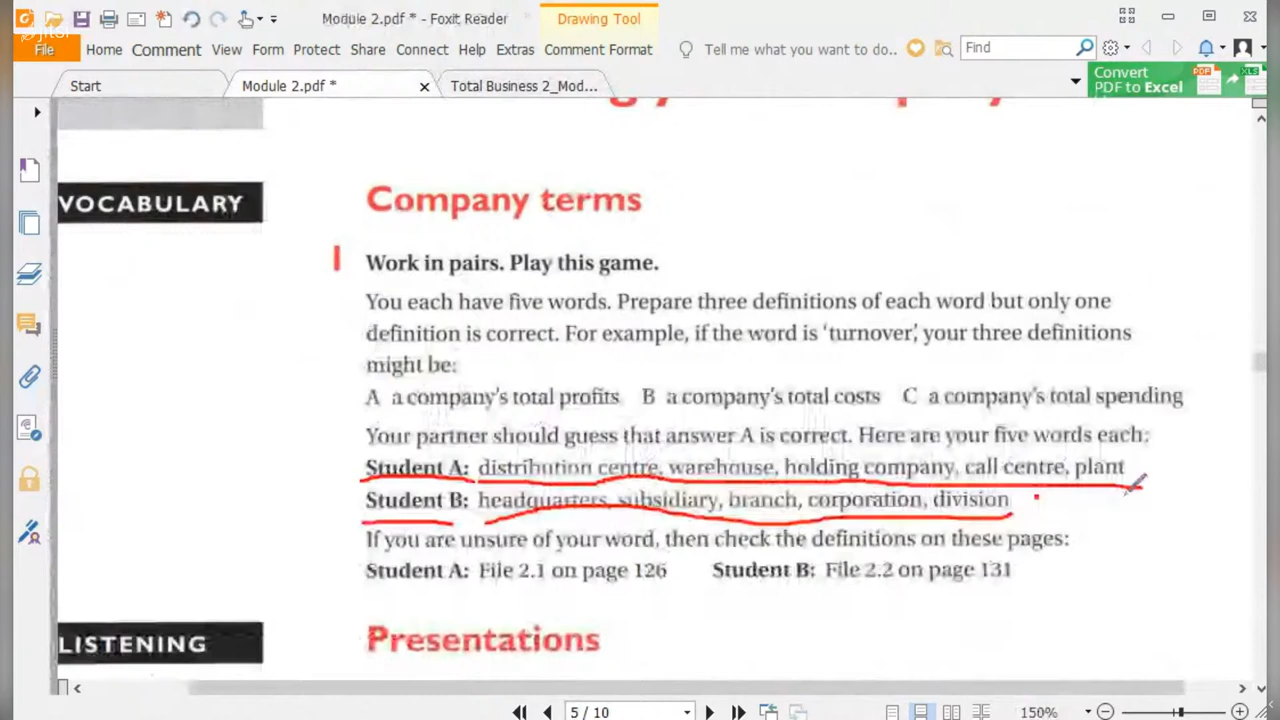 Module 2.pdf * - Foxit Reader
Drawing Tool
jitsi
File Home Comment View Form Protect Share Connect Help Extras Comment Format Tell me what you want to do.. Find
Start Module 2.pdf * Total Business 2_Mod...
Convert
PDF to Excel
PDF XLS
VOCABULARY
Company terms
1 Work in pairs. Play this game.
You each have five words. Prepare three definitions of each word but only one
definition is correct. For example, if the word is 'turnover', your three definitions
might be:
A a company's total profits B a company's total costs C a company's total spending
Your partner should guess that answer A is correct. Here are your five words each:
Student A: distribution centre, warehouse, holding company, call centre, plant
Student B: headquarters, subsidiary, branch, corporation, division
If you are unsure of your word, then check the definitions on these pages:
Student A: File 2.1 on page 126 Student B: File 2.2 on page 131
LISTENING
Presentations
5 / 10
150%